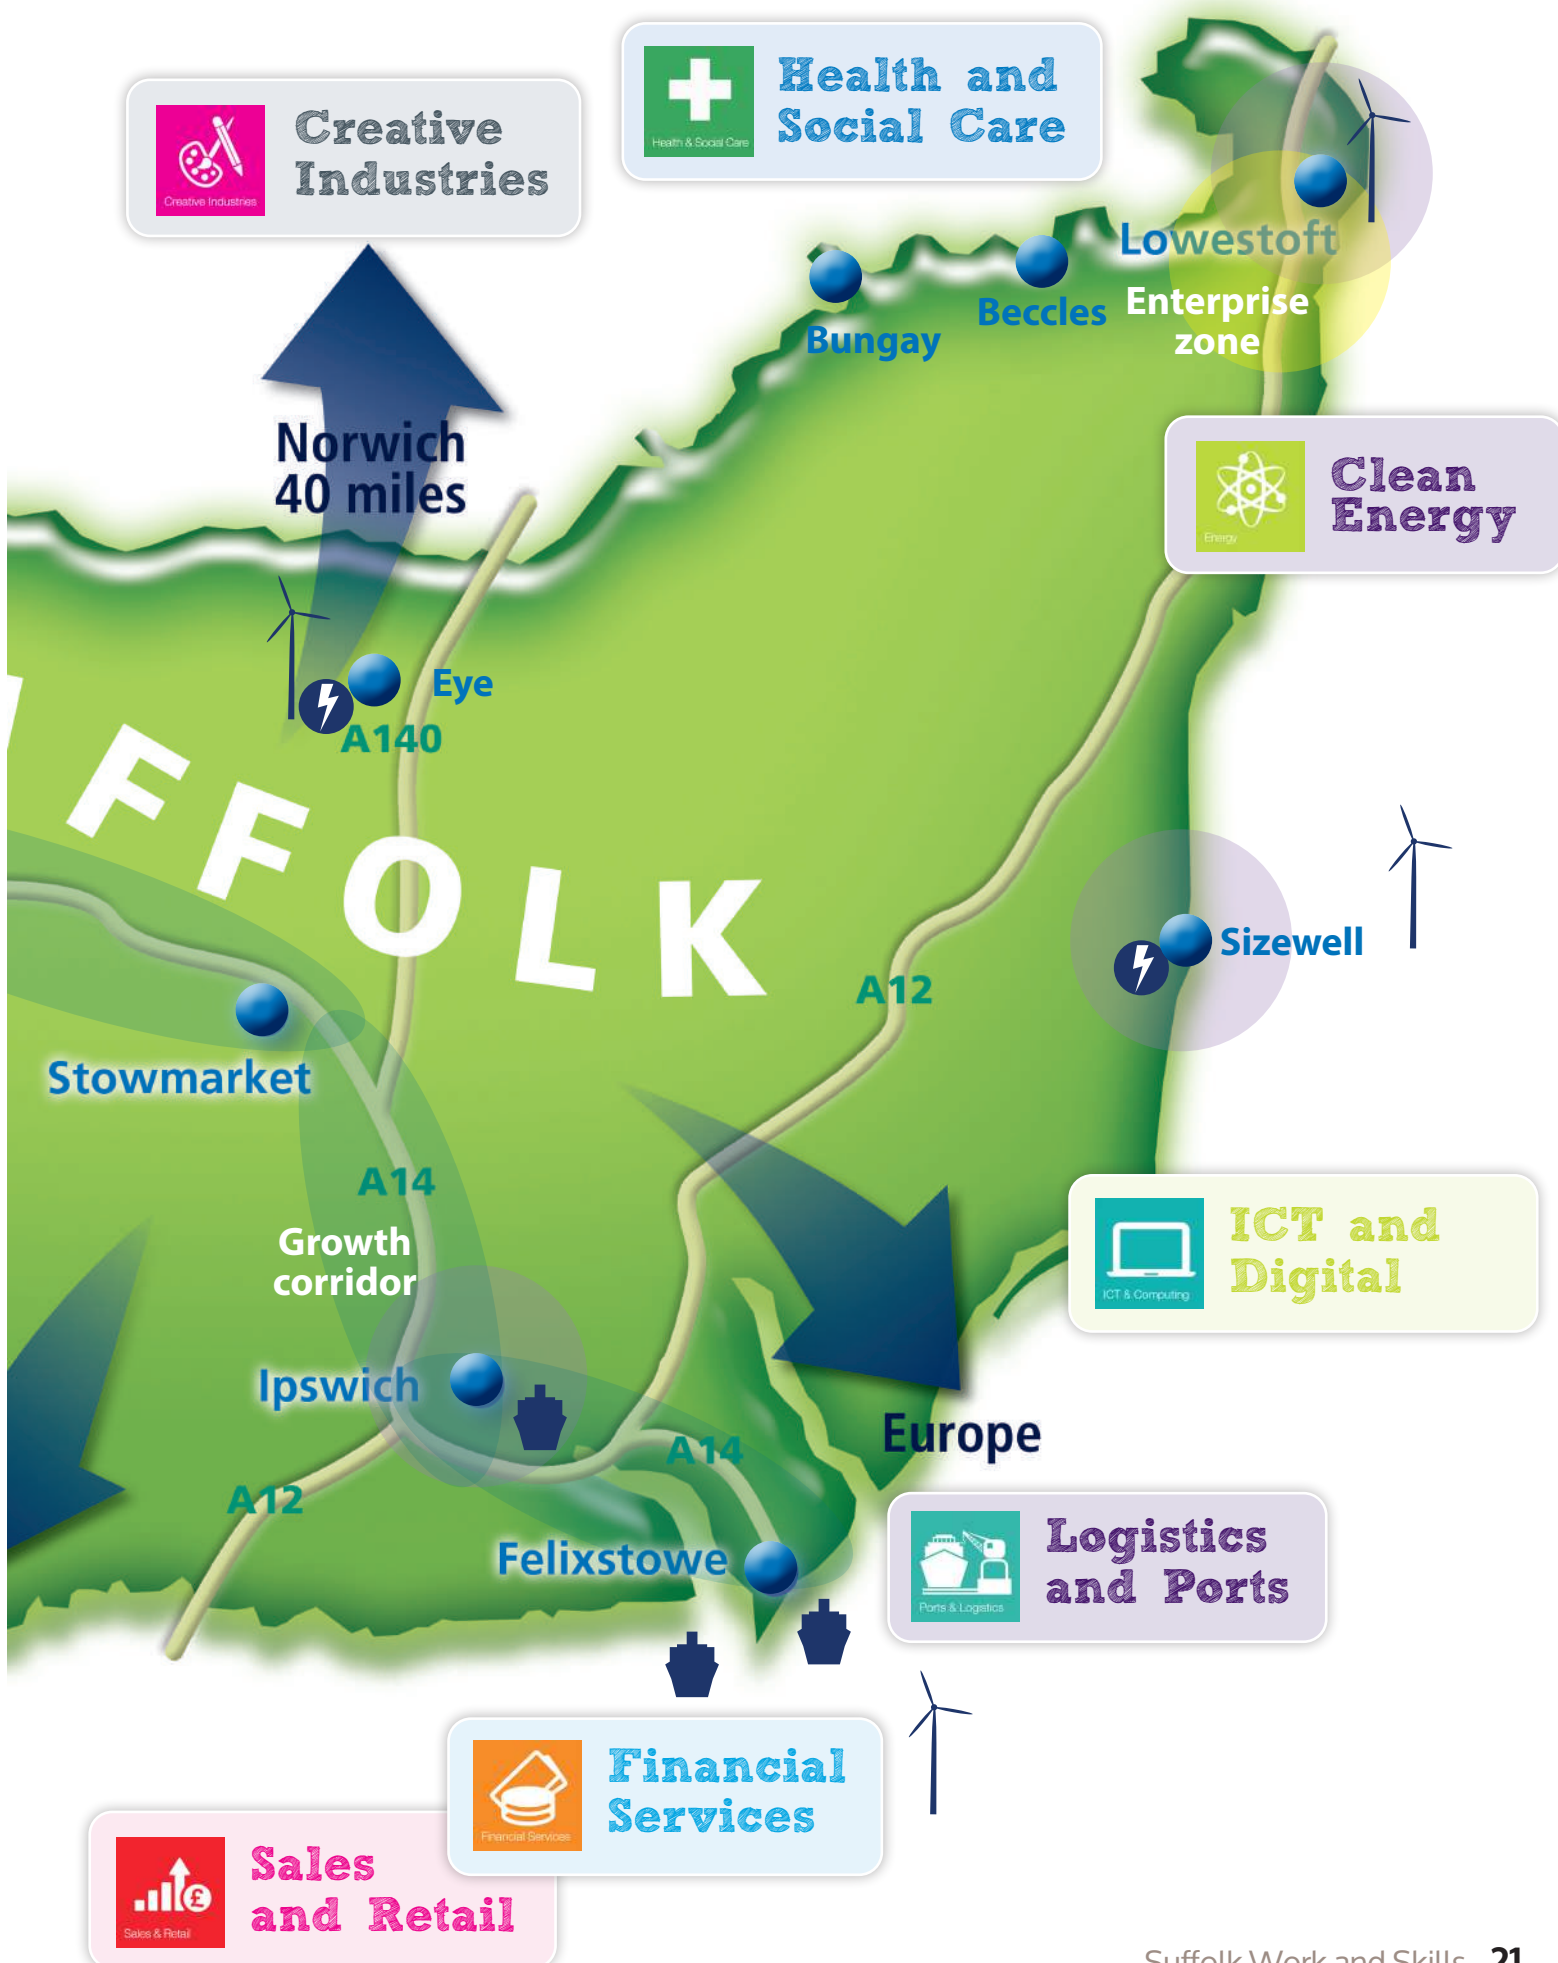 Health and
Social Care
Health & Social Care
Creative
Industries
Creative Industries
Lowestoft
Enterprise
zone
Beccles
Bungay
Norwich
40 miles
Clean
Energy
Energy
Eye
A140
FFOLK
Sizewell
A12
Stowmarket
A14
Growth
corridor
ICT and
Digital
ICT & Computing
Ipswich
Europe
A14
A12
Felixstowe
Logistics
and Ports
Ports & Logistics
Financial
Services
Financial Services
Sales
and Retail
Sales & Retail
£
Suffolk Work and Skills 21